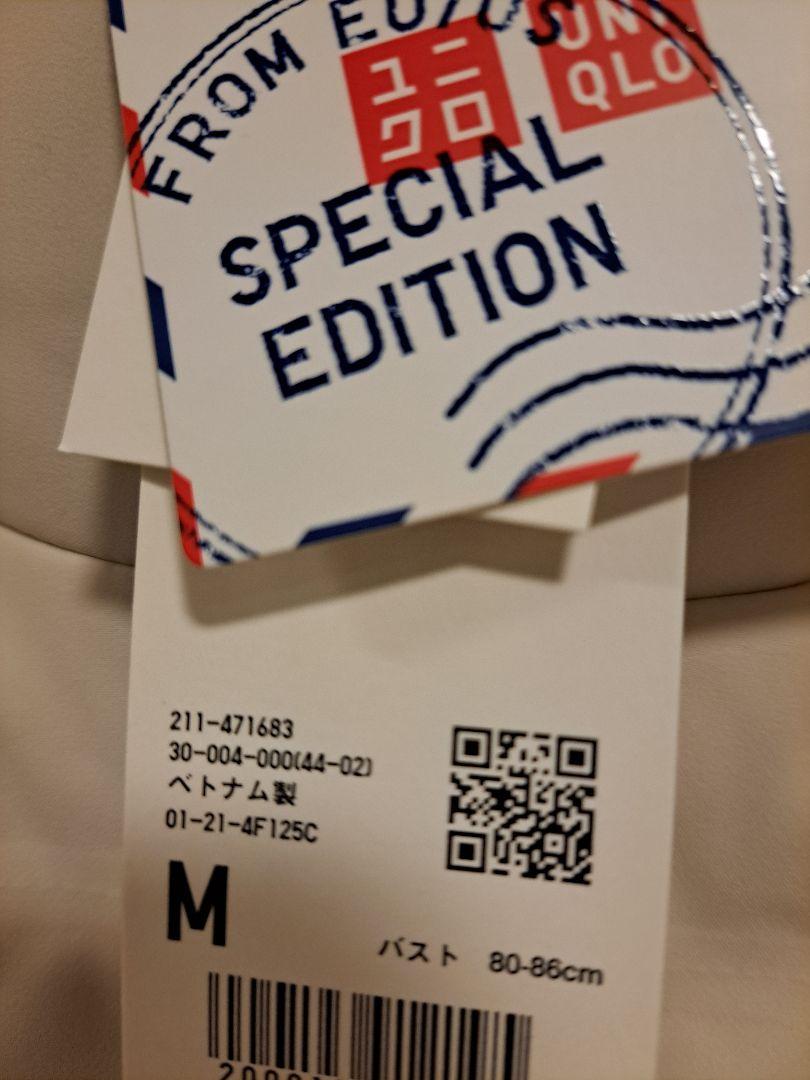 FROM EU/US
ユニ
クロ
UNI
QLO
SPECIAL
EDITION
211-471683
30-004-000(44-02)
ベトナム製
01-21-4F125C
M
バスト 80-86cm